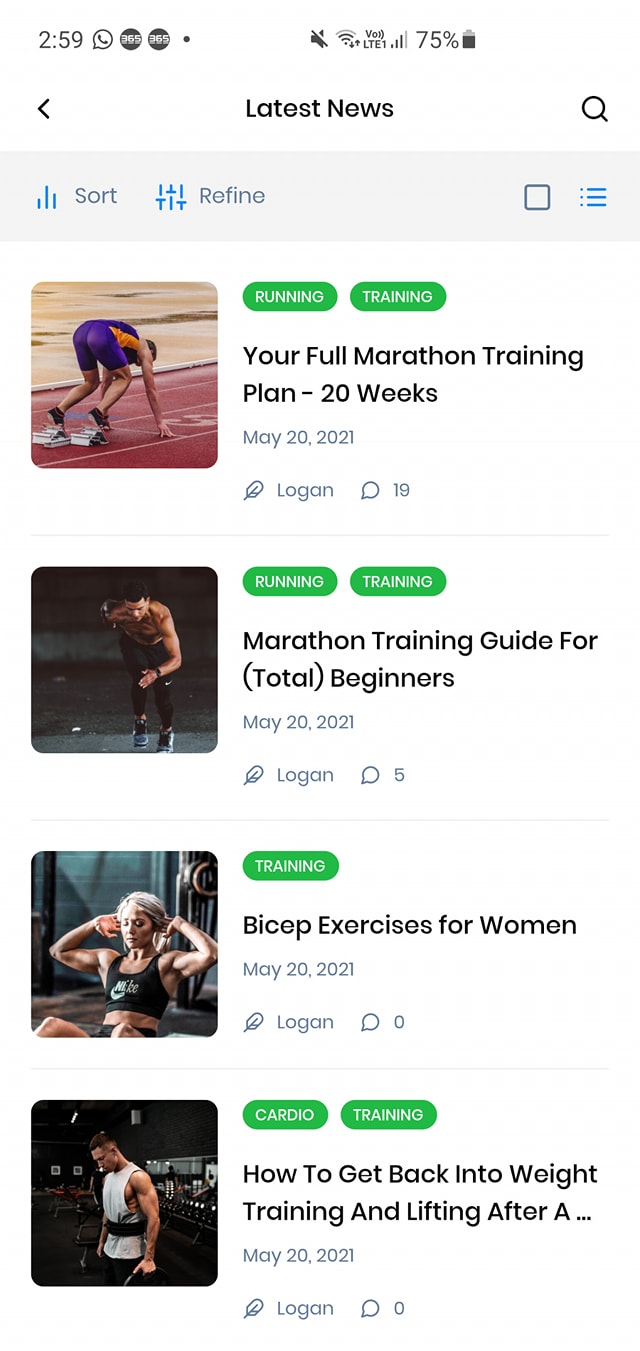 2:59 365 365 Vo) LTE1 75%
Latest News
Sort Refine
RUNNING TRAINING
Your Full Marathon Training
Plan - 20 Weeks
May 20, 2021
Logan 19
RUNNING TRAINING
Marathon Training Guide For
(Total) Beginners
May 20, 2021
Logan 5
TRAINING
Bicep Exercises for Women
May 20, 2021
Logan 0
CARDIO TRAINING
How To Get Back Into Weight
Training And Lifting After A ...
May 20, 2021
Logan 0